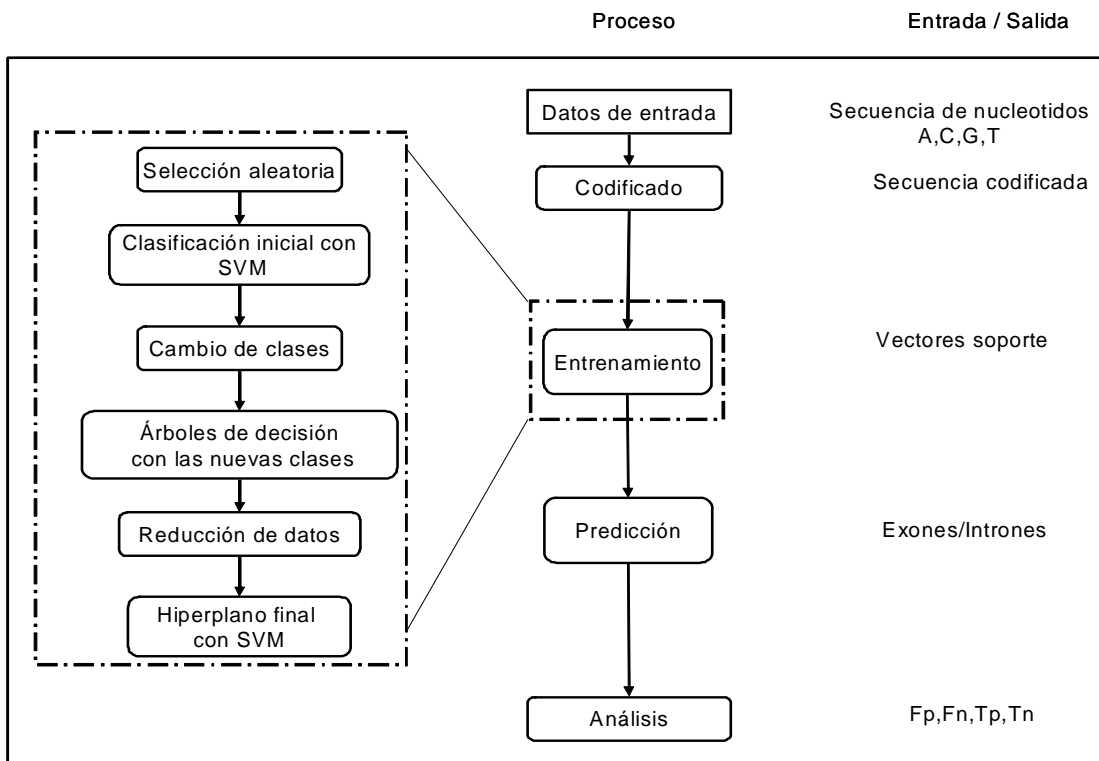 Proceso
Entrada / Salida
Datos de entrada
Secuencia de nucleotidos
A,C,G,T
Codificado
Secuencia codificada
Entrenamiento
Vectores soporte
Predicción
Exones/Intrones
Análisis
Fp,Fn,Tp,Tn
Selección aleatoria
Clasificación inicial con
SVM
Cambio de clases
Árboles de decisión
con las nuevas clases
Reducción de datos
Hiperplano final
con SVM